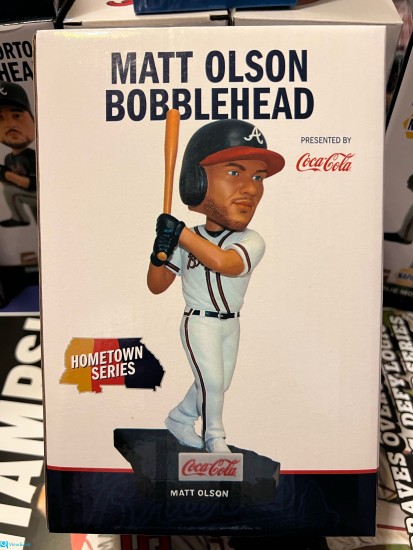 MATT OLSON
BOBBLEHEAD
PRESENTED BY
Coca-Cola
A
HOMETOWN
SERIES
Coca-Cola
MATT OLSON